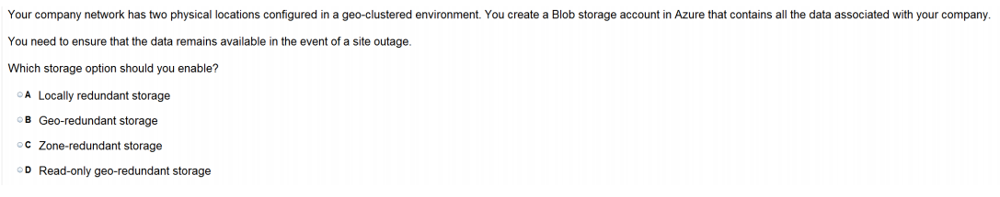 Your company network has two physical locations configured in a geo-clustered environment. You create a Blob storage account in Azure that contains all the data associated with your company.
You need to ensure that the data remains available in the event of a site outage.
Which storage option should you enable?
A Locally redundant storage
B Geo-redundant storage
C Zone-redundant storage
D Read-only geo-redundant storage